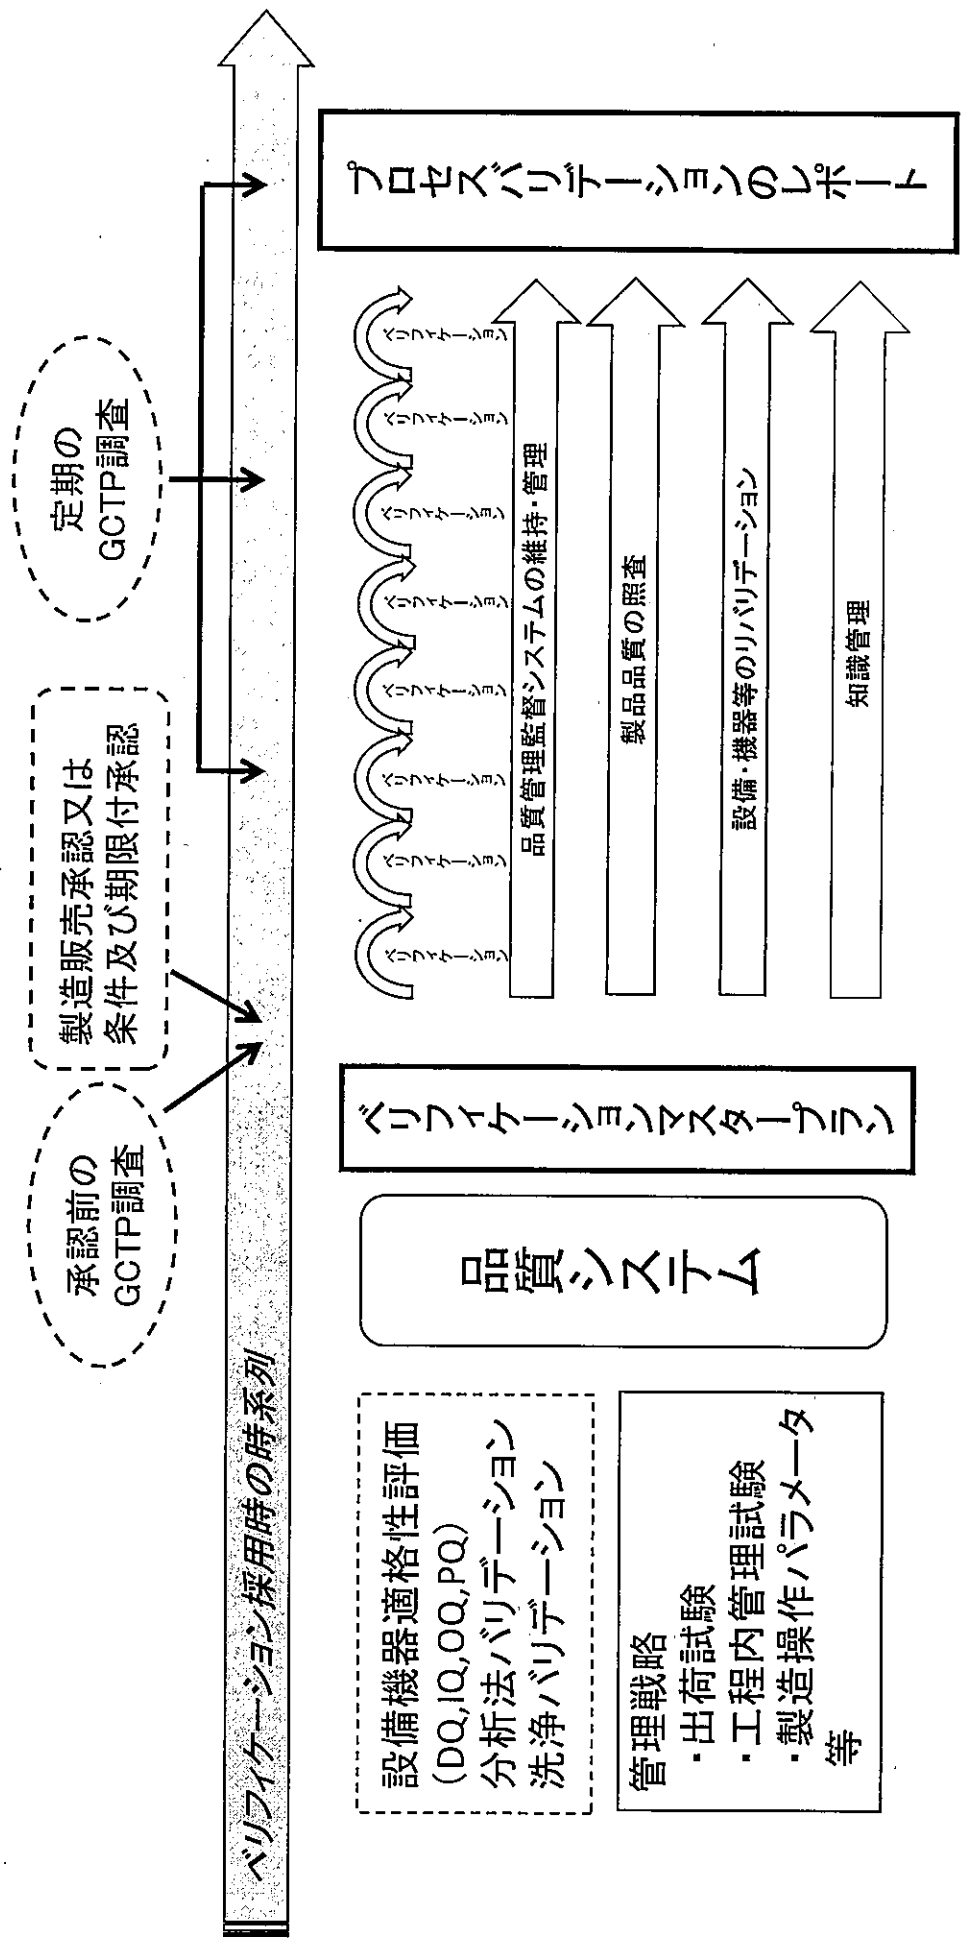 承認前の
GCTP調査
製造販売承認又は
条件及び期限付承認
定期の
GCTP調査
ベリフィケーション採用時の時系列
設備機器適格性評価
(DQ,IQ,OQ,PQ)
分析法バリデーション
洗浄バリデーション
管理戦略
・出荷試験
・工程内管理試験
・製造操作パラメータ
等
品質システム
ベリフィケーションマスタープラン
ベリフィケーション
ベリフィケーション
ベリフィケーション
ベリフィケーション
ベリフィケーション
ベリフィケーション
ベリフィケーション
ベリフィケーション
品質管理監督システムの維持・管理
製品品質の照査
設備・機器等のリバリデーション
知識管理
プロセスバリデーションのレポート